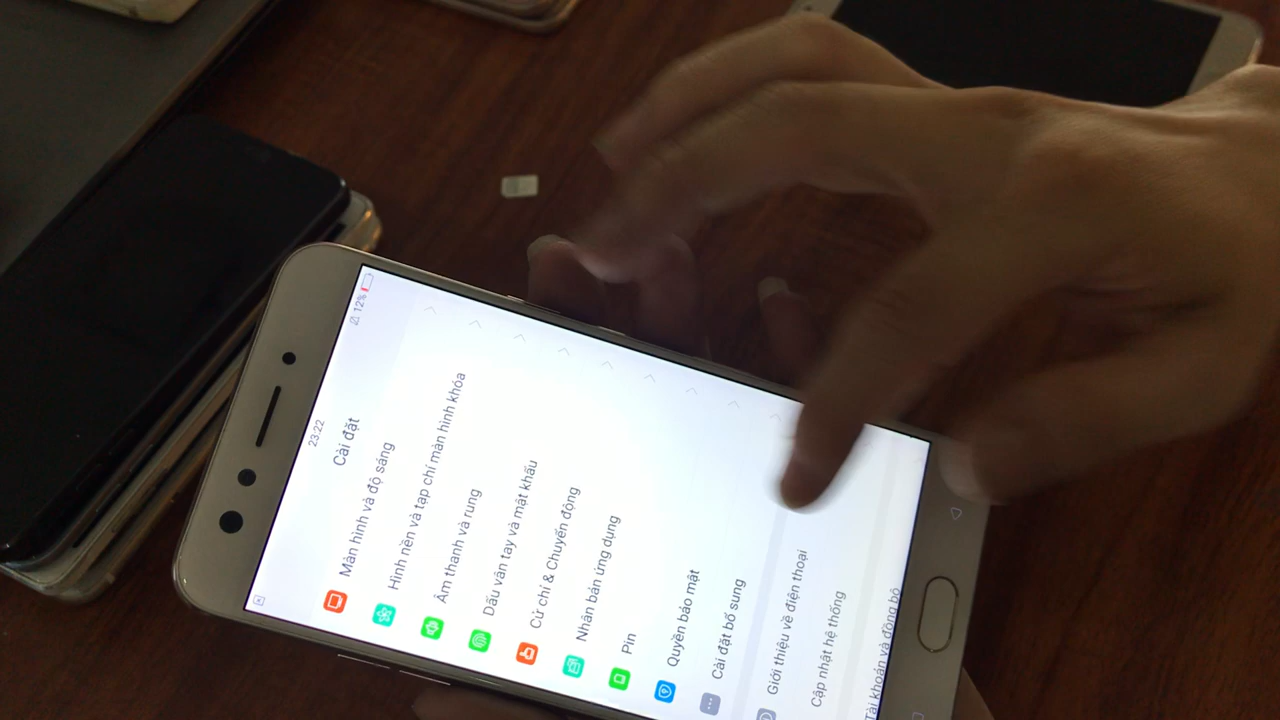 23:22
12%
Cài đặt
Màn hình và độ sáng
Hình nền và tạp chí màn hình khóa
Âm thanh và rung
Dấu vân tay và mật khẩu
Cử chỉ & Chuyển động
Nhân bản ứng dụng
Pin
Quyền bảo mật
Cài đặt bổ sung
Giới thiệu về điện thoại
Cập nhật hệ thống
Tài khoản và đồng bộ